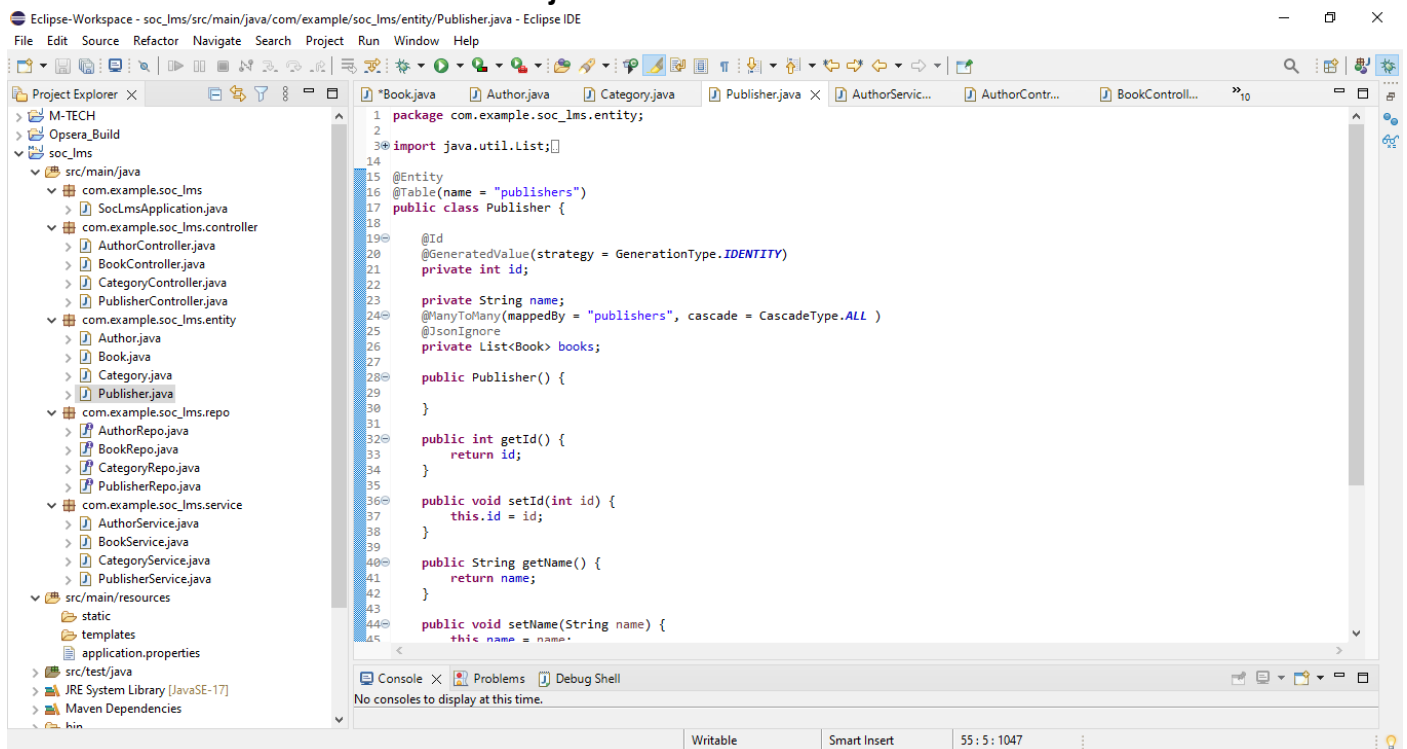 Eclipse-Workspace - soc_lms/src/main/java/com/example/soc_lms/entity/Publisher.java - Eclipse IDE
File Edit Source Refactor Navigate Search Project Run Window Help
Project Explorer
M-TECH
Opsera_Build
soc_lms
src/main/java
com.example.soc_lms
SocLmsApplication.java
com.example.soc_lms.controller
AuthorController.java
BookController.java
CategoryController.java
PublisherController.java
com.example.soc_lms.entity
Author.java
Book.java
Category.java
Publisher.java
com.example.soc_lms.repo
AuthorRepo.java
BookRepo.java
CategoryRepo.java
PublisherRepo.java
com.example.soc_lms.service
AuthorService.java
BookService.java
CategoryService.java
PublisherService.java
src/main/resources
static
templates
application.properties
src/test/java
JRE System Library [JavaSE-17]
Maven Dependencies
bin
*Book.java Author.java Category.java Publisher.java AuthorServic... AuthorContr... BookControll... »10
1 package com.example.soc_lms.entity;
2
3 import java.util.List;
14
15 @Entity
16 @Table(name = "publishers")
17 public class Publisher {
18
19 @Id
20 @GeneratedValue(strategy = GenerationType.IDENTITY)
21 private int id;
22
23 private String name;
24 @ManyToMany(mappedBy = "publishers", cascade = CascadeType.ALL )
25 @JsonIgnore
26 private List<Book> books;
27
28 public Publisher() {
29
30 }
31
32 public int getId() {
33 return id;
34 }
35
36 public void setId(int id) {
37 this.id = id;
38 }
39
40 public String getName() {
41 return name;
42 }
43
44 public void setName(String name) {
45 this.name = name;
Console Problems Debug Shell
No consoles to display at this time.
Writable Smart Insert 55 : 5 : 1047